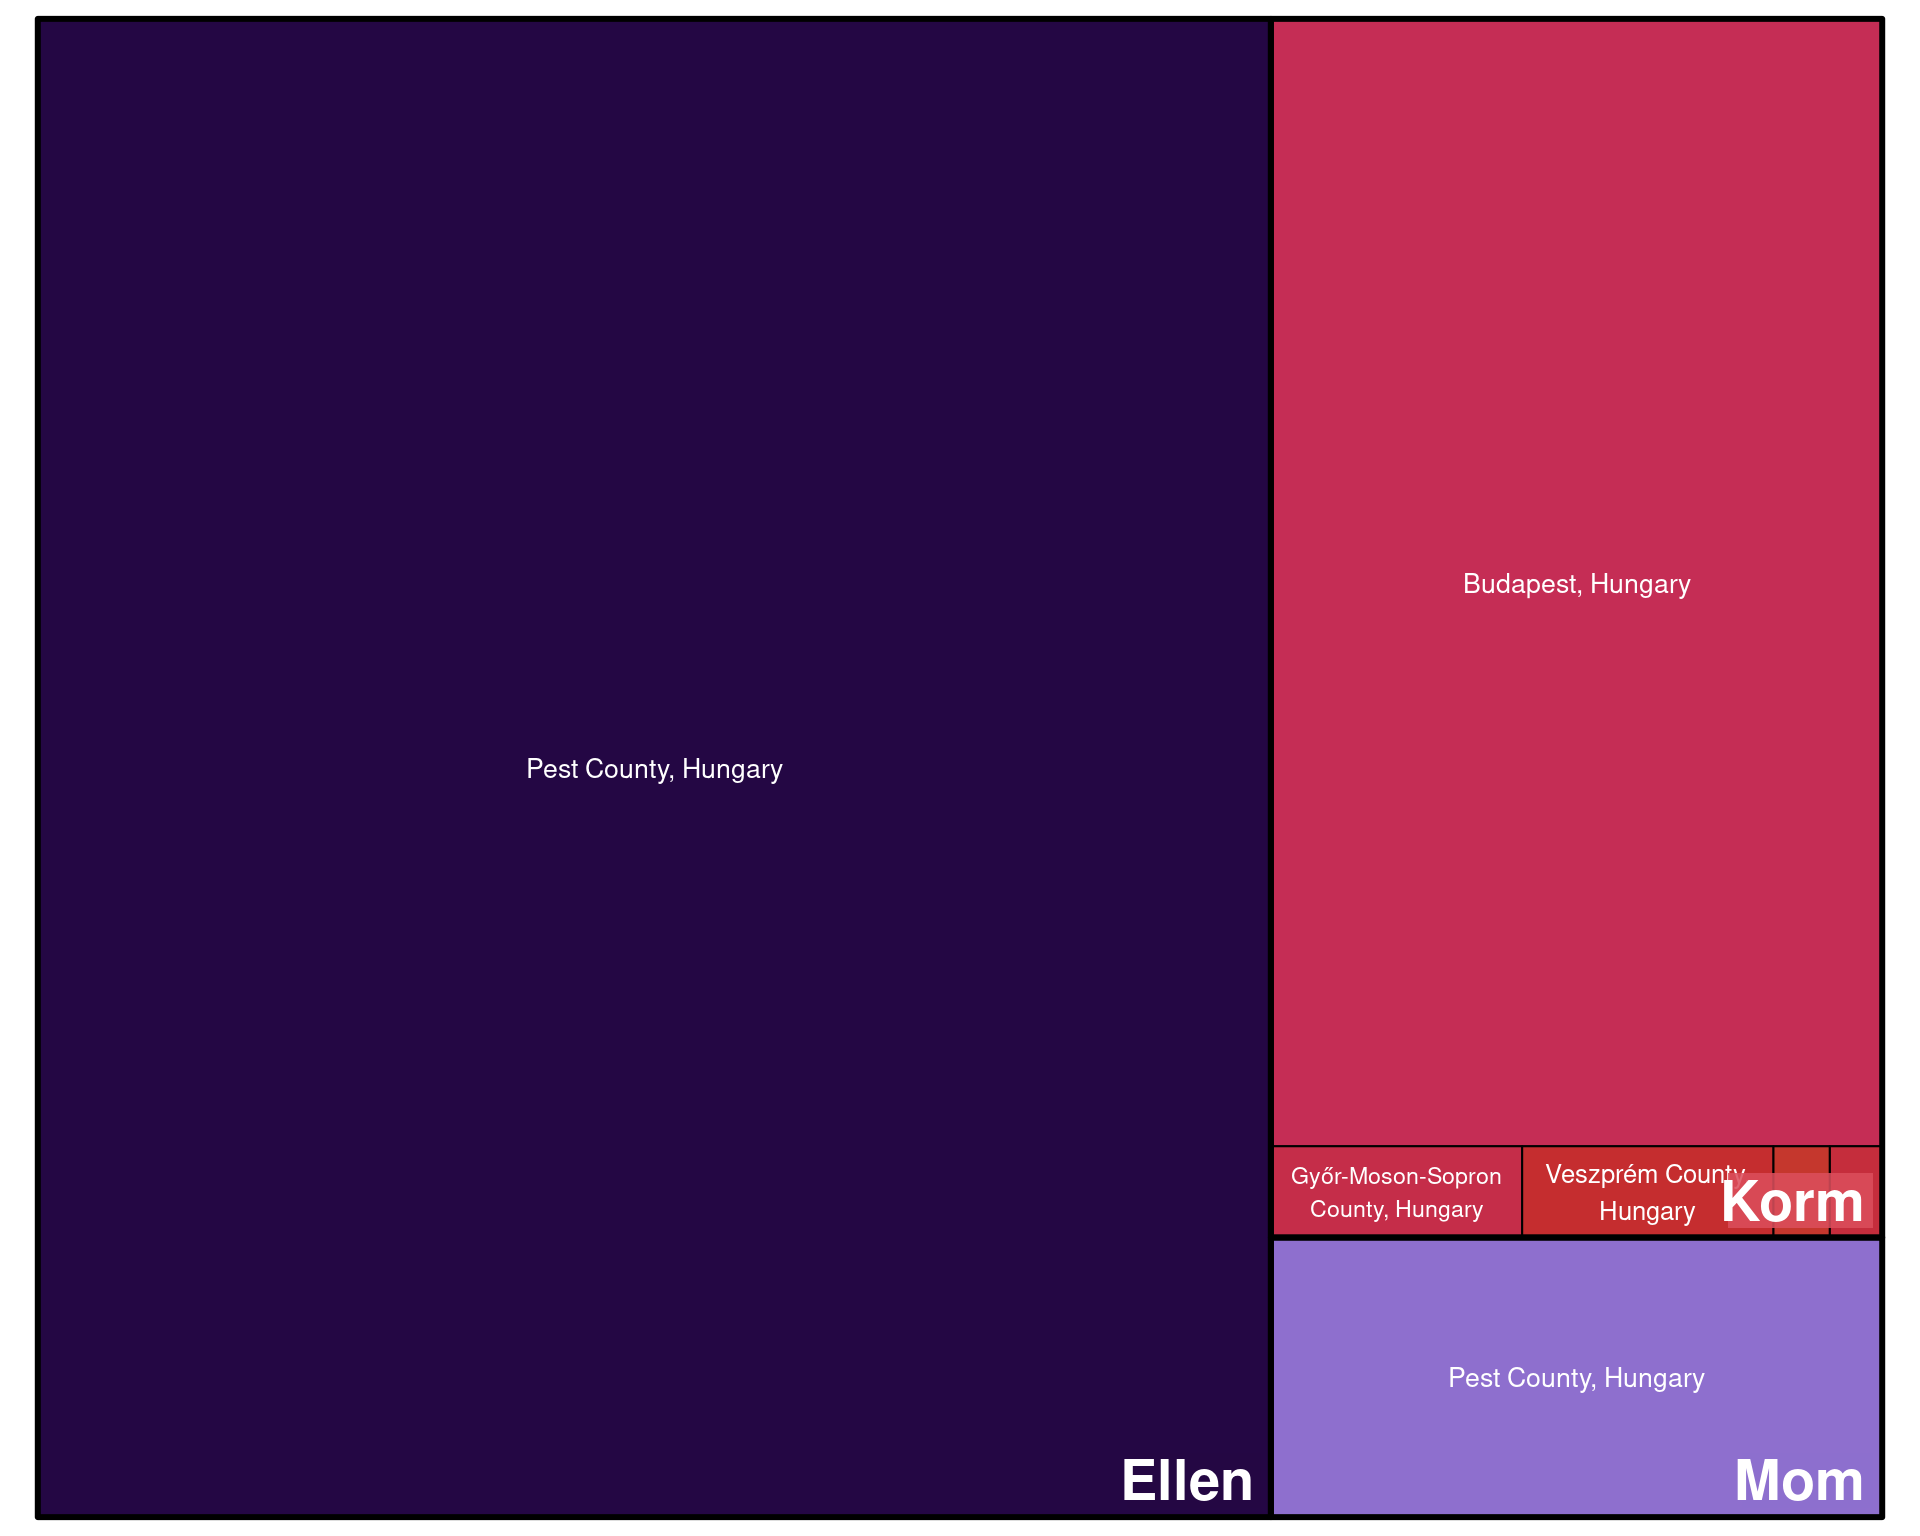 Pest County, Hungary
Ellen
Budapest, Hungary
Győr-Moson-Sopron
County, Hungary
Veszprém County
Hungary
Korm
Pest County, Hungary
Mom